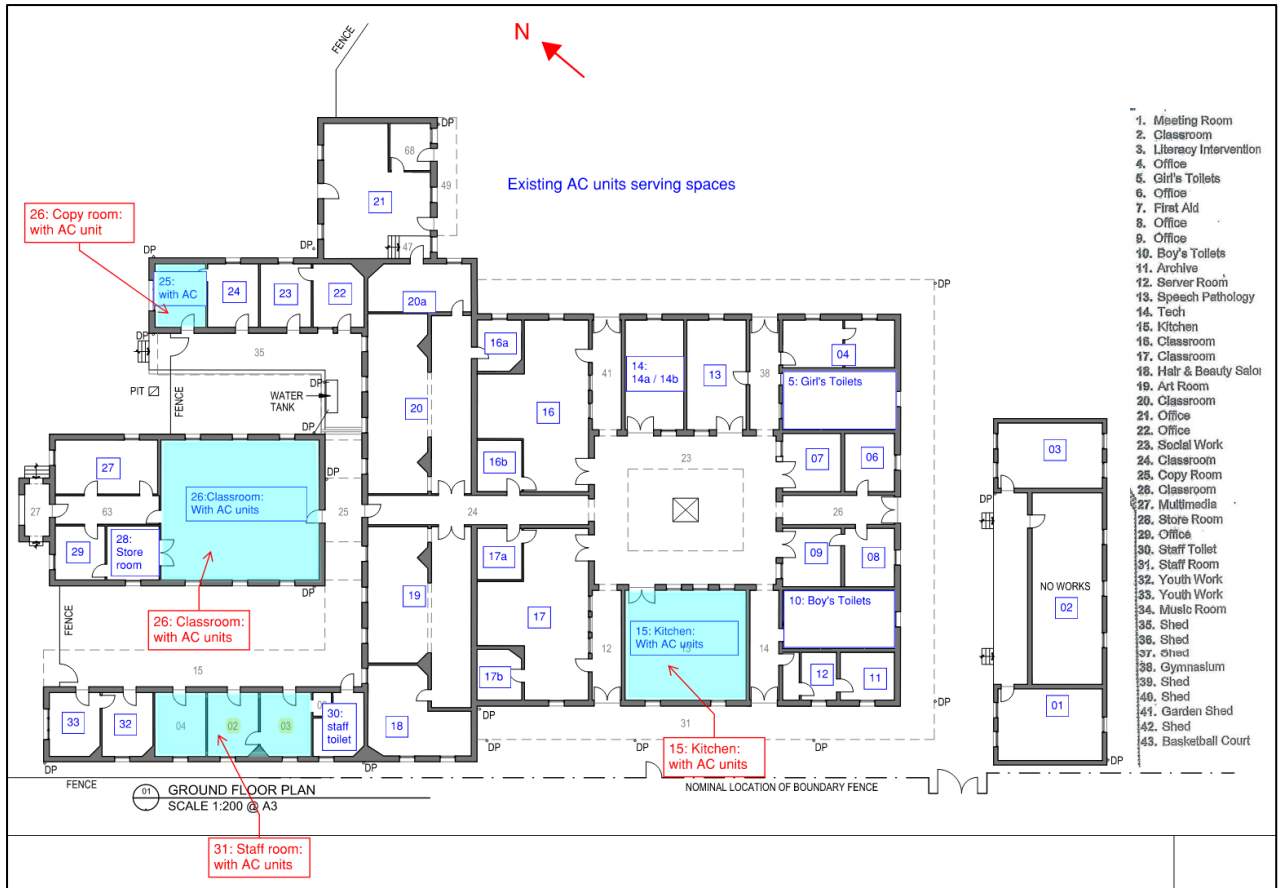 FENCE
N
DP
68
49
21
47
Existing AC units serving spaces
26: Copy room:
with AC unit
DP
DP
25:
with AC
24
23
22
20a
DP
DP
35
PIT
FENCE
WATER
TANK
DP
DP
20
16a
16
16b
41
14:
14a / 14b
13
38
04
5: Girl's Toilets
23
07
06
27
26:Classroom:
With AC units
DP
27
63
25
24
26
29
28:
Store
room
09
08
17a
17
17b
19
DP
26: Classroom:
with AC units
FENCE
15
12
15: Kitchen:
With AC units
14
10: Boy's Toilets
12
11
33
32
04
02
03
30:
staff
toilet
18
DP
31
DP
DP
DP
DP
DP
DP
15: Kitchen:
with AC units
FENCE
NOMINAL LOCATION OF BOUNDARY FENCE
01
GROUND FLOOR PLAN
SCALE 1:200 @ A3
31: Staff room:
with AC units
03
DP
DP
NO WORKS
02
01
DP
1. Meeting Room
2. Classroom
3. Literacy Intervention
4. Office
5. Girl's Toilets
6. Office
7. First Aid
8. Office
9. Office
10. Boy's Toilets
11. Archive
12. Server Room
13. Speech Pathology
14. Tech
15. Kitchen
16. Classroom
17. Classroom
18. Hair & Beauty Salon
19. Art Room
20. Classroom
21. Office
22. Office
23. Social Work
24. Classroom
25. Copy Room
26. Classroom
27. Multimedia
28. Store Room
29. Office
30. Staff Toilet
31. Staff Room
32. Youth Work
33. Youth Work
34. Music Room
35. Shed
36. Shed
37. Shed
38. Gymnasium
39. Shed
40. Shed
41. Garden Shed
42. Shed
43. Basketball Court